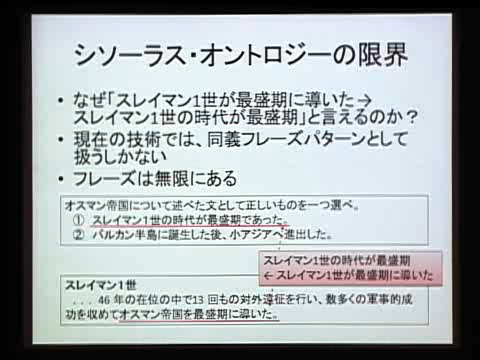 シソーラス・オントロジーの限界
• なぜ「スレイマン1世が最盛期に導いた→
スレイマン1世の時代が最盛期」と言えるのか?
• 現在の技術では、同義フレーズパターンとして
扱うしかない
• フレーズは無限にある
オスマン帝国について述べた文として正しいものを一つ選べ。
① スレイマン1世の時代が最盛期であった。
② バルカン半島に誕生した後、小アジアへ進出した。
スレイマン1世の時代が最盛期
← スレイマン1世が最盛期に導いた
スレイマン1世
... 46 年の在位の中で13 回もの対外遠征を行い、数多くの軍事的成
功を収めてオスマン帝国を最盛期に導いた。